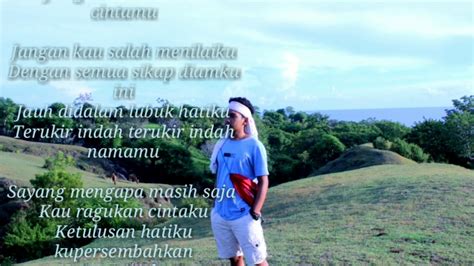 cintamu
Jangan kau salah menilaiku
Dengan semua sikap diamku
ini
Jauh didalam lubuk hatiku
Terukir indah terukir indah
namamu
Sayang mengapa masih saja
Kau ragukan cintaku
Ketulusan hatiku
kupersembahkan